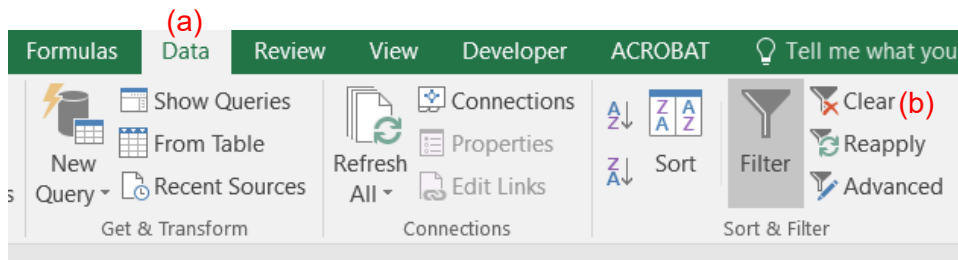 (a)
Formulas Data Review View Developer ACROBAT Tell me what you
Show Queries Connections Clear (b)
From Table Properties Reapply
New Query Recent Sources Refresh All Edit Links Sort Filter Advanced
Get & Transform Connections Sort & Filter